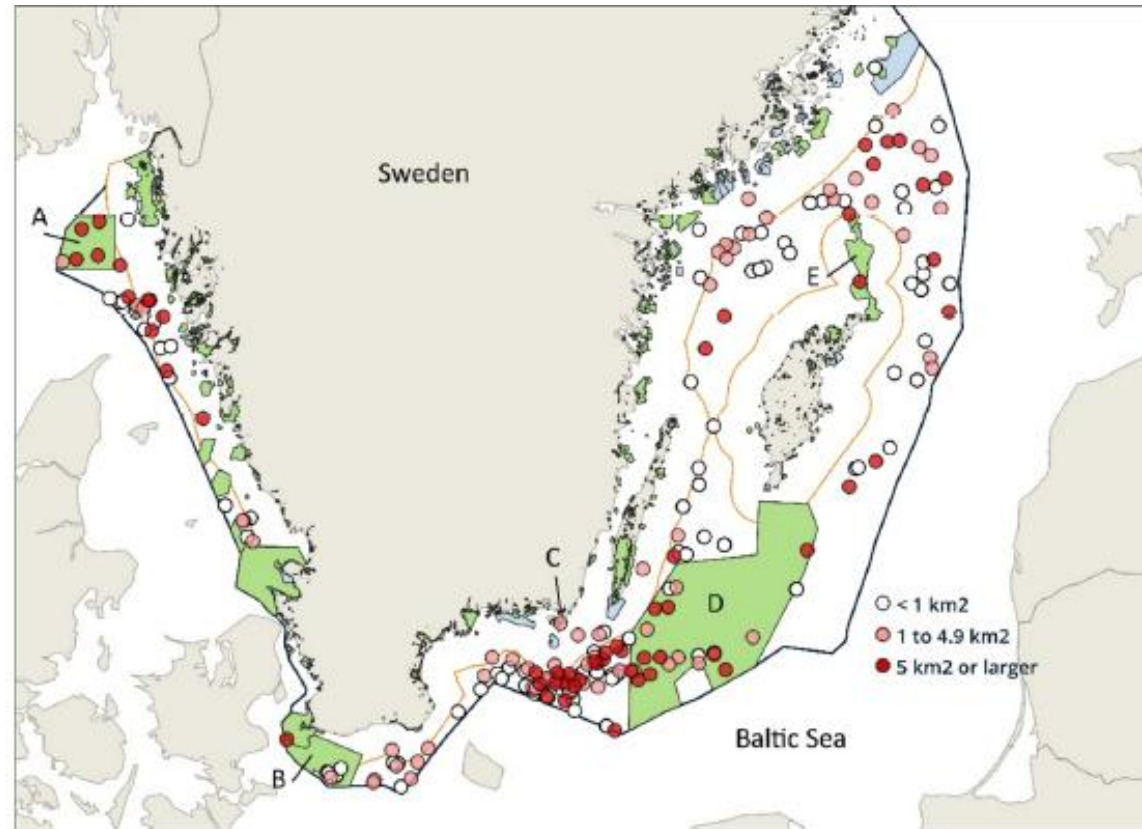 Sweden
A
E
C
D
< 1 km2
1 to 4.9 km2
5 km2 or larger
Baltic Sea
B